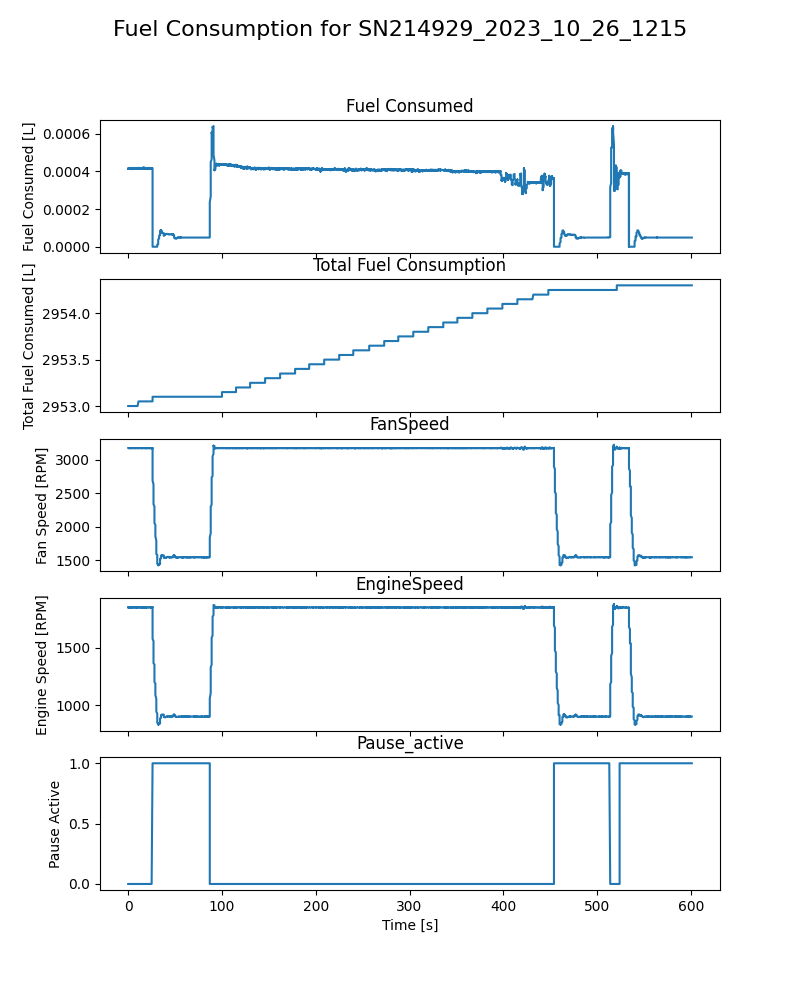 Fuel Consumption for SN214929_2023_10_26_1215
Fuel Consumed
Fuel Consumed [L]
0.0006
0.0004
0.0002
0.0000
Total Fuel Consumption
Total Fuel Consumed [L]
2954.0
2953.5
2953.0
FanSpeed
Fan Speed [RPM]
3000
2500
2000
1500
EngineSpeed
Engine Speed [RPM]
1500
1000
Pause_active
Pause Active
1.0
0.5
0.0
0 100 200 300 400 500 600
Time [s]